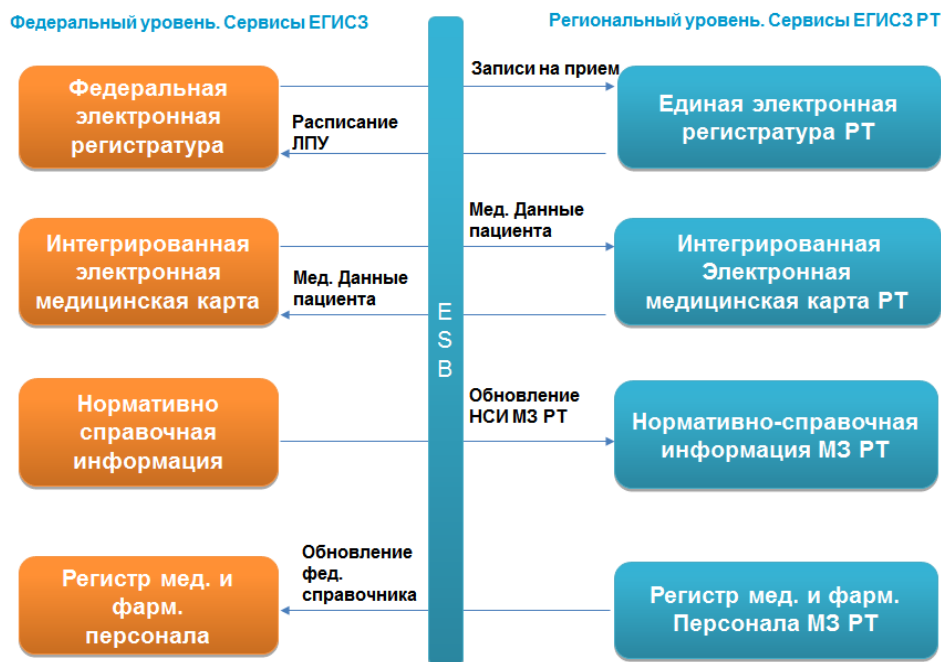 Федеральный уровень. Сервисы ЕГИСЗ
Региональный уровень. Сервисы ЕГИСЗ РТ
Федеральная
электронная
регистратура
Записи на прием
Расписание
ЛПУ
Единая электронная
регистратура РТ
Интегрированная
электронная
медицинская карта
Мед. Данные
пациента
Мед. Данные
пациента
Интегрированная
Электронная
медицинская карта РТ
E
S
B
Нормативно
справочная
информация
Обновление
НСИ МЗ РТ
Нормативно-справочная
информация МЗ РТ
Регистр мед. и
фарм.
персонала
Обновление
фед.
справочника
Регистр мед. и фарм.
Персонала МЗ РТ